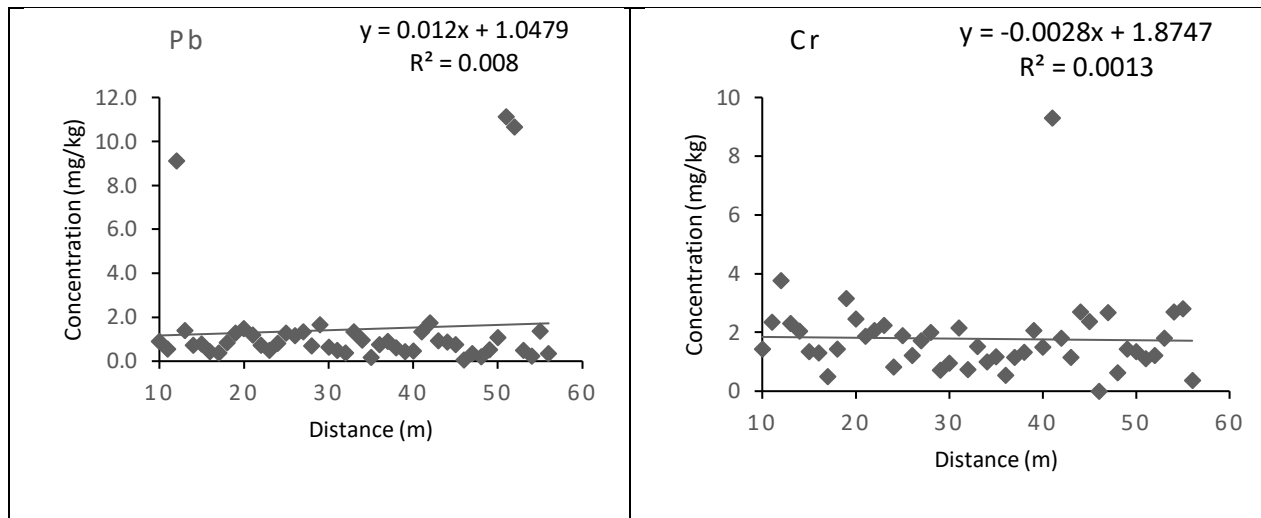 Pb
y = 0.012x + 1.0479
R² = 0.008
12.0
10.0
8.0
6.0
4.0
2.0
0.0
10 20 30 40 50 60
Concentration (mg/kg)
Distance (m)
Cr
y = -0.0028x + 1.8747
R² = 0.0013
10
8
6
4
2
0
10 20 30 40 50 60
Concentration (mg/kg)
Distance (m)